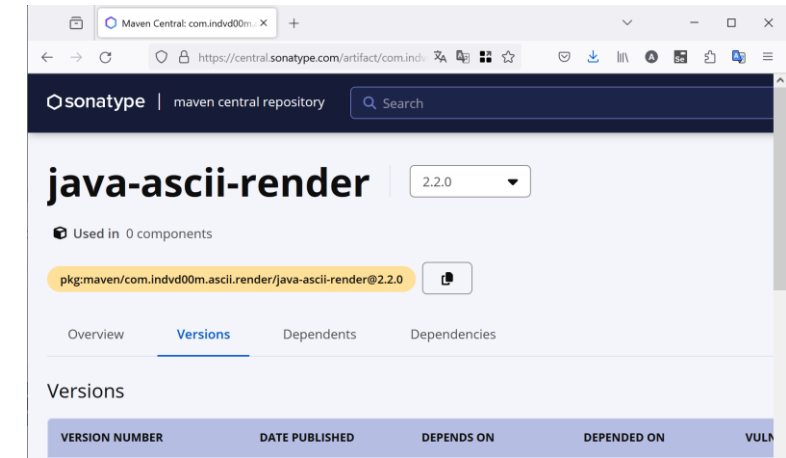 Maven Central: com.indvd00m.
https://central.sonatype.com/artifact/com.indv
sonatype | maven central repository
Search
java-ascii-render
2.2.0
Used in 0 components
pkg:maven/com.indvd00m.ascii.render/java-ascii-render@2.2.0
Overview Versions Dependents Dependencies
Versions
VERSION NUMBER DATE PUBLISHED DEPENDS ON DEPENDED ON VULN